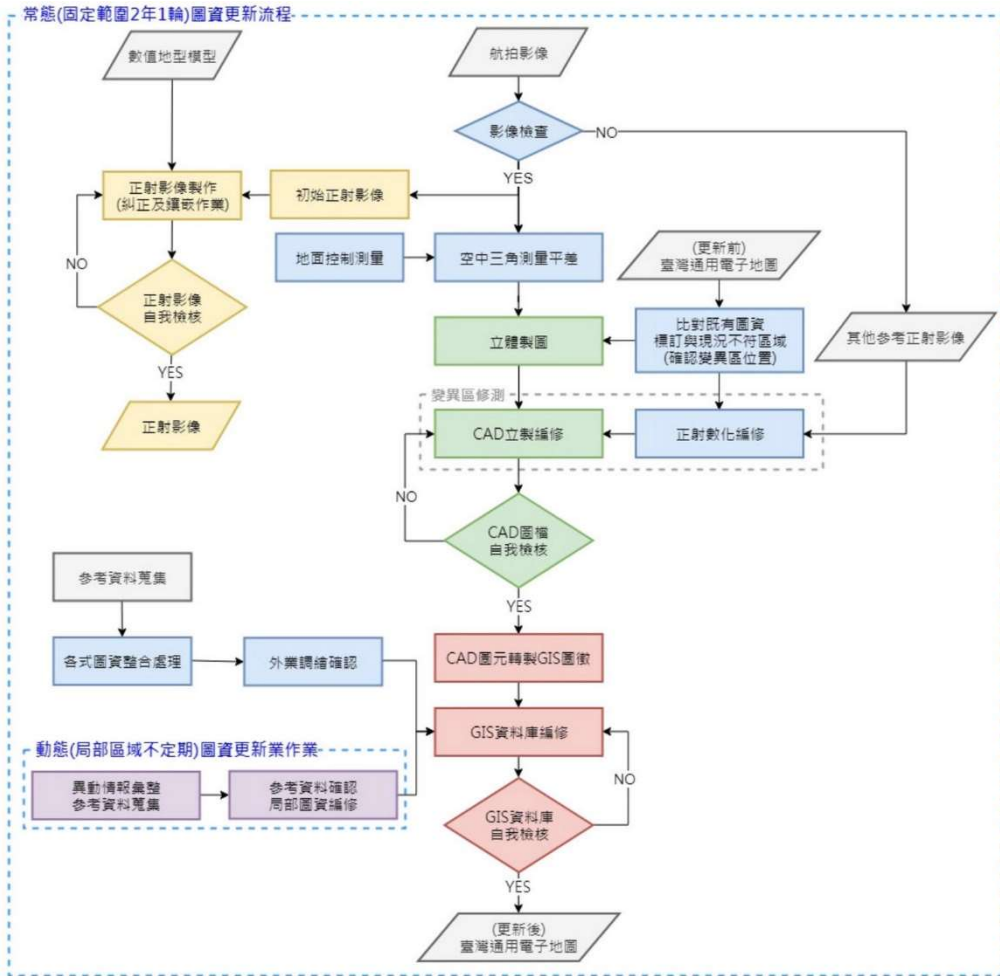 常態(固定範圍2年1輪)圖資更新流程
數值地型模型
航拍影像
影像檢查
NO
YES
正射影像製作
(糾正及鑲嵌作業)
初始正射影像
地面控制測量
空中三角測量平差
(更新前)
臺灣通用電子地圖
NO
正射影像
自我檢核
立體製圖
比對既有圖資
標訂與現況不符區域
(確認變異區位置)
其他參考正射影像
YES
變異區修測
正射影像
CAD立製編修
正射數化編修
NO
CAD圖檔
自我檢核
參考資料蒐集
YES
各式圖資整合處理
外業調繪確認
CAD圖元轉製GIS圖徵
GIS資料庫編修
動態(局部區域不定期)圖資更新業作業
異動情報彙整
參考資料蒐集
參考資料確認
局部圖資編修
NO
GIS資料庫
自我檢核
YES
(更新後)
臺灣通用電子地圖